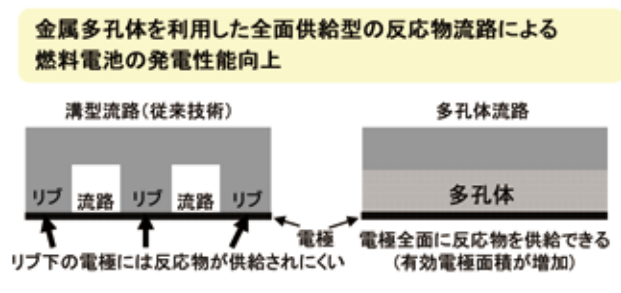 金属多孔体を利用した全面供給型の反応物流路による
燃料電池の発電性能向上
溝型流路(従来技術)
リブ
流路
リブ
流路
リブ
リブ下の電極には反応物が供給されにくい
電極
多孔体流路
多孔体
電極全面に反応物を供給できる
(有効電極面積が増加)